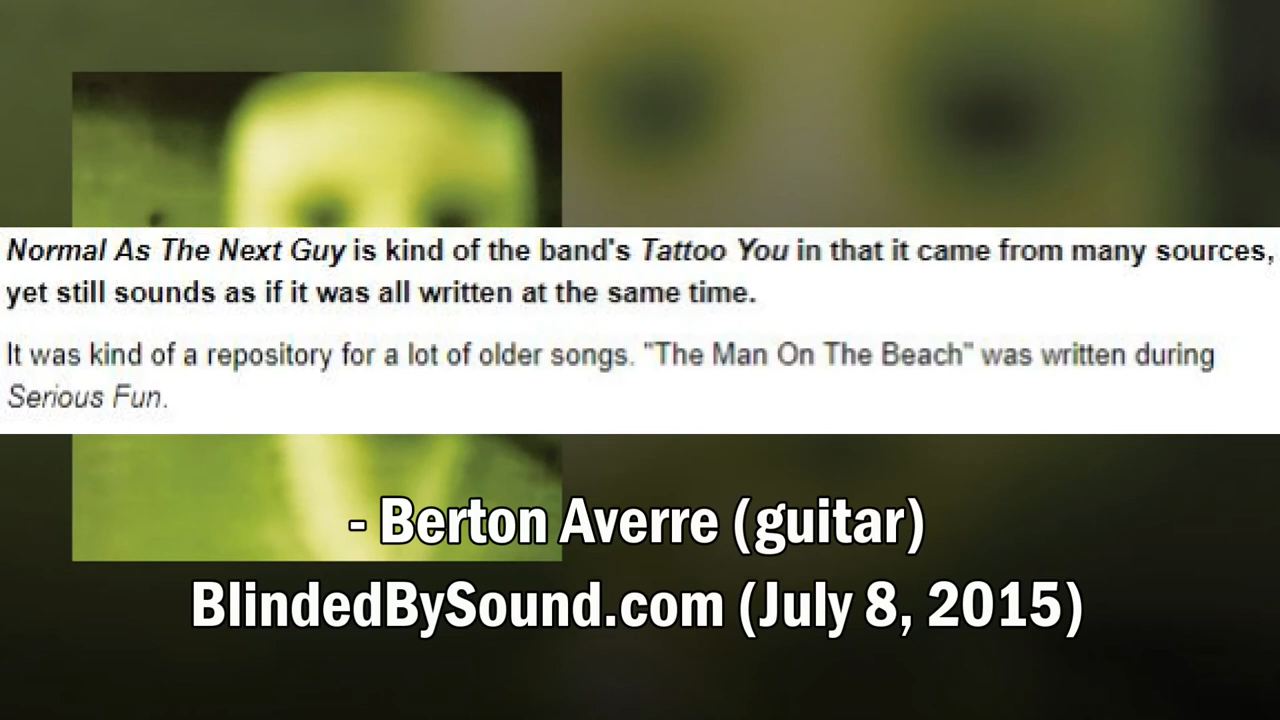 Normal As The Next Guy is kind of the band's Tattoo You in that it came from many sources,
yet still sounds as if it was all written at the same time.
It was kind of a repository for a lot of older songs. "The Man On The Beach" was written during
Serious Fun.
- Berton Averre (guitar)
BlindedBySound.com (July 8, 2015)